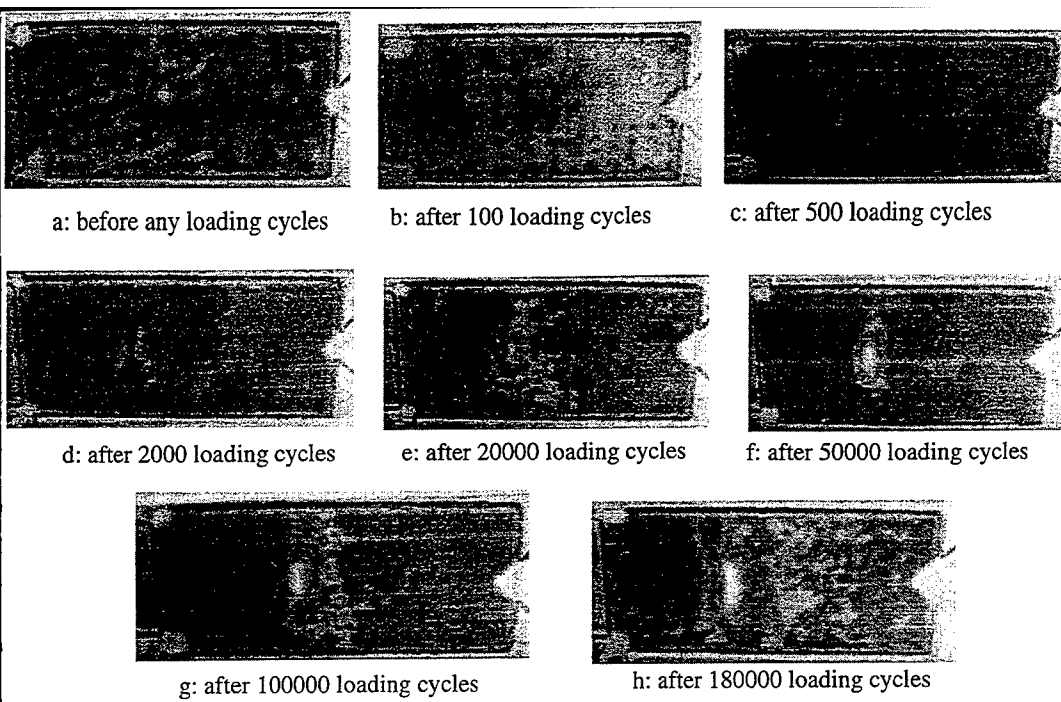 a: before any loading cycles
b: after 100 loading cycles
c: after 500 loading cycles
d: after 2000 loading cycles
e: after 20000 loading cycles
f: after 50000 loading cycles
g: after 100000 loading cycles
h: after 180000 loading cycles